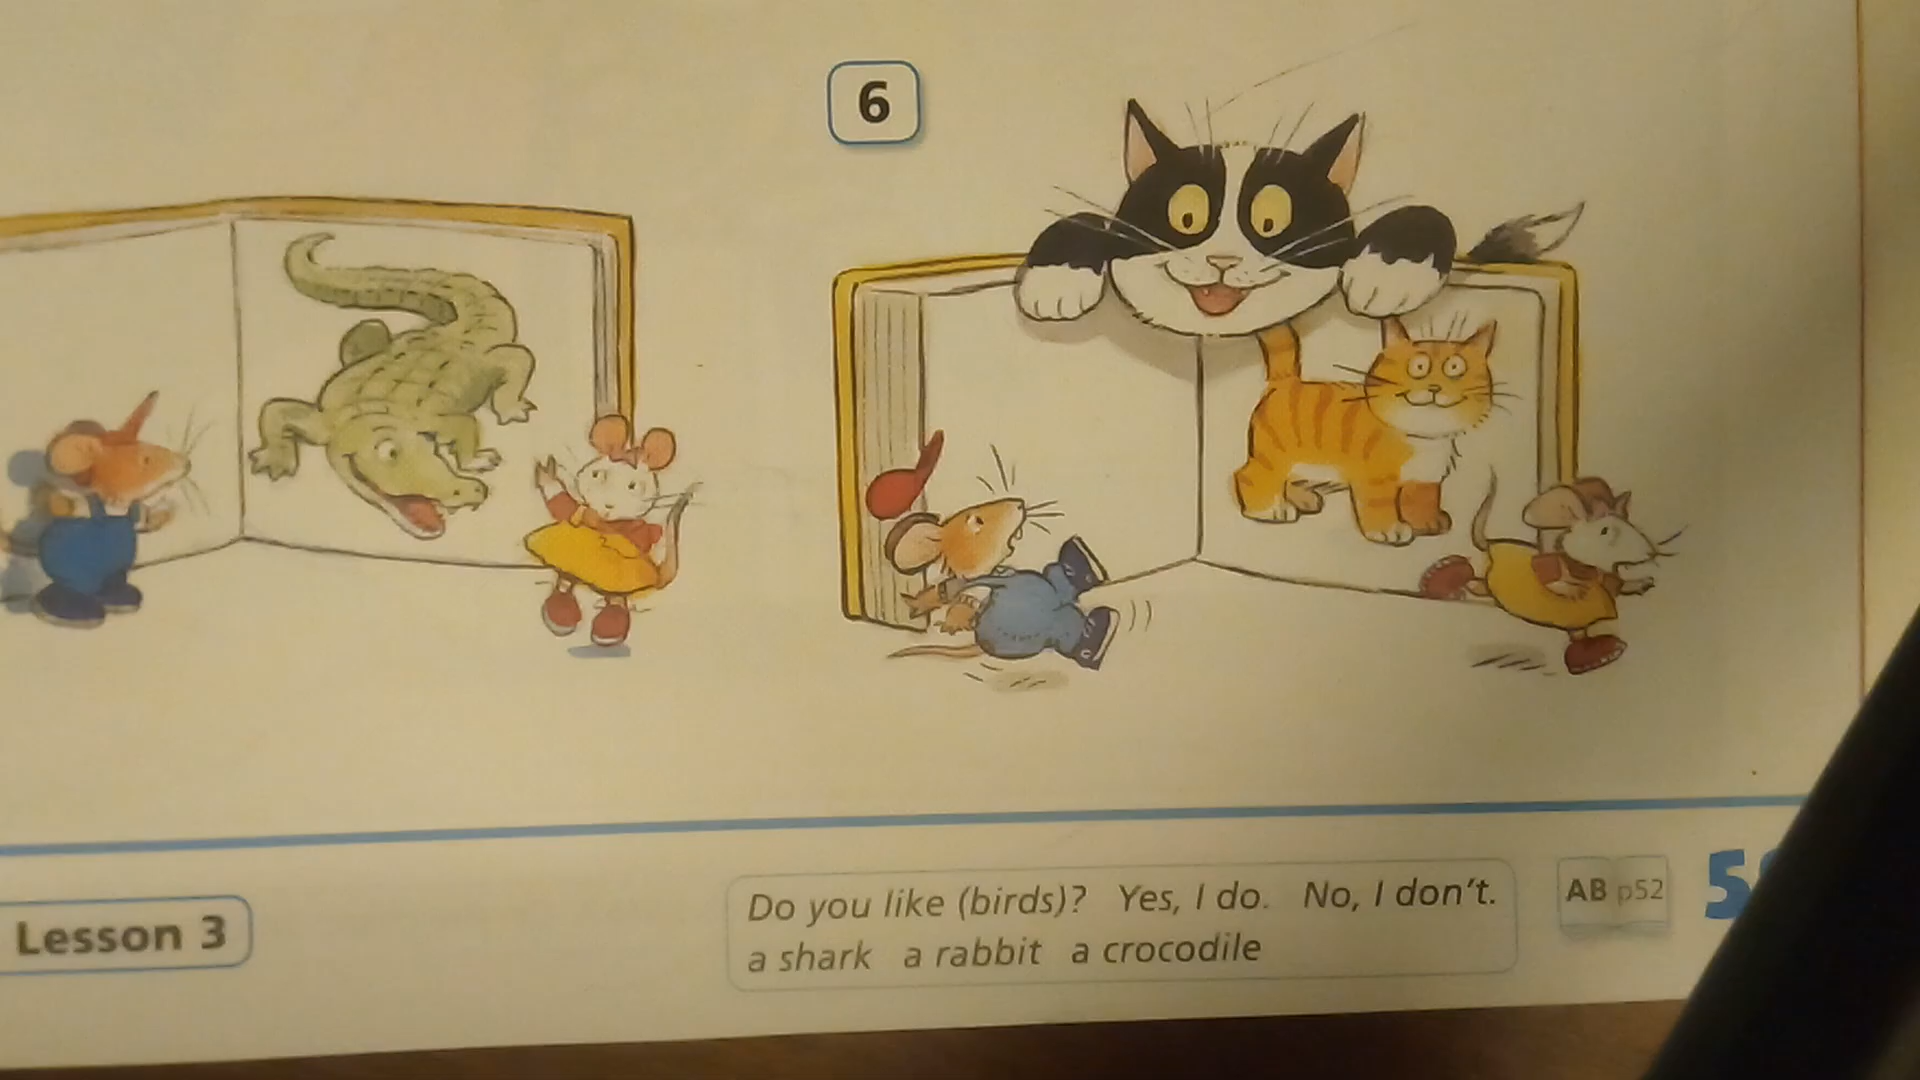 6
Lesson 3
Do you like (birds)? Yes, I do. No, I don't.
a shark a rabbit a crocodile
AB p52